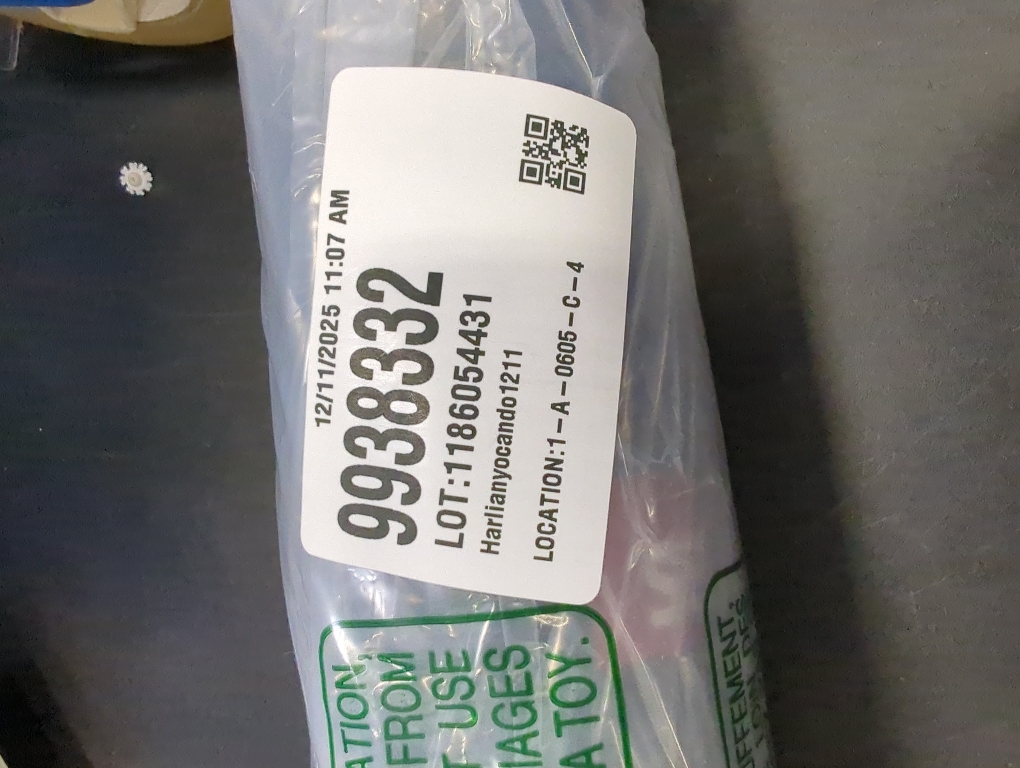 12/11/2025 11:07 AM
9938332
LOT:1186054431
Harlianyocando1211
LOCATION:1-A-0605-C-4
ATION,
FROM
USE
IAGES
A TOY.
UFFEMENT,